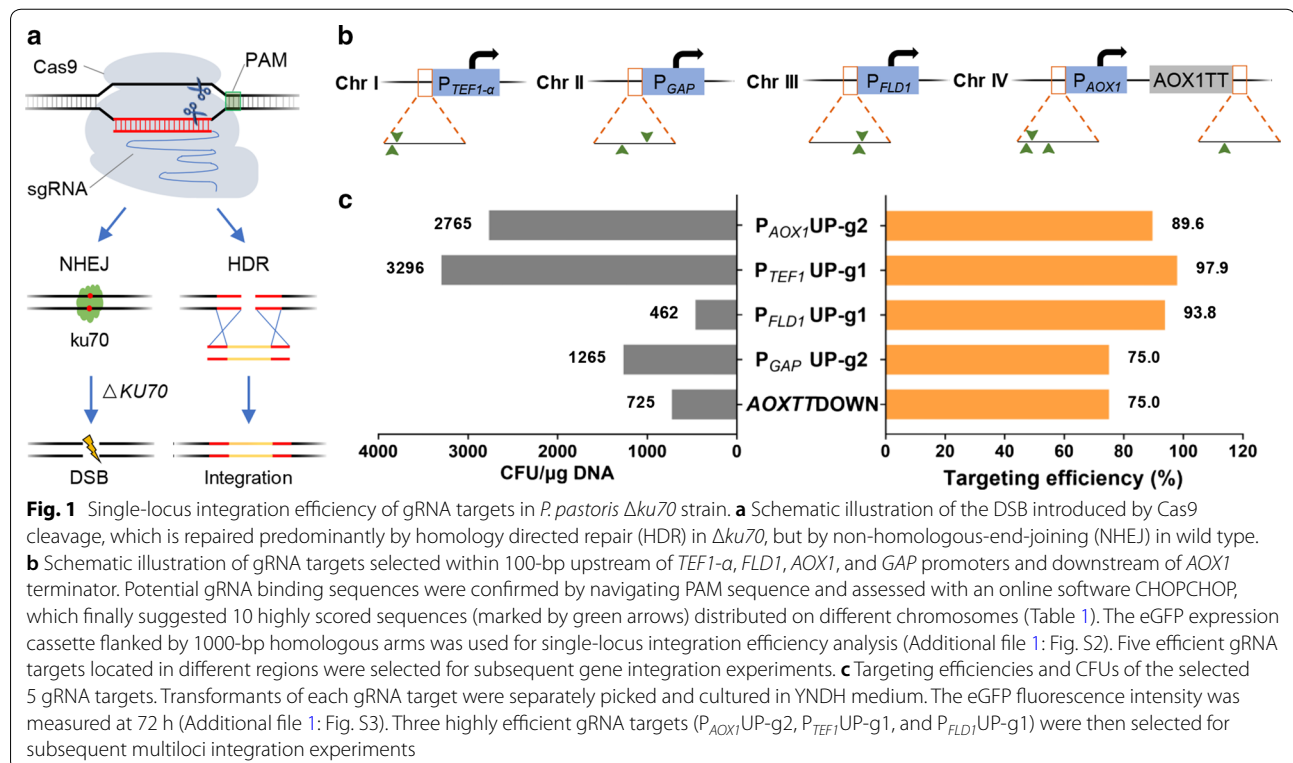 a
Cas9
PAM
sgRNA
NHEJ
HDR
ku70
△KU70
DSB
Integration
b
Chr I
P_TEF1-α
Chr II
P_GAP
Chr III
P_FLD1
Chr IV
P_AOX1
AOX1TT
c
2765
P_AOX1UP-g2
89.6
3296
P_TEF1 UP-g1
97.9
462
P_FLD1 UP-g1
93.8
1265
P_GAP UP-g2
75.0
725
AOXTTDOWN
75.0
4000 3000 2000 1000 0
0 20 40 60 80 100 120
CFU/µg DNA
Targeting efficiency (%)
Fig. 1 Single-locus integration efficiency of gRNA targets in P. pastoris Δku70 strain. a Schematic illustration of the DSB introduced by Cas9
cleavage, which is repaired predominantly by homology directed repair (HDR) in Δku70, but by non-homologous-end-joining (NHEJ) in wild type.
b Schematic illustration of gRNA targets selected within 100-bp upstream of TEF1-α, FLD1, AOX1, and GAP promoters and downstream of AOX1
terminator. Potential gRNA binding sequences were confirmed by navigating PAM sequence and assessed with an online software CHOPCHOP,
which finally suggested 10 highly scored sequences (marked by green arrows) distributed on different chromosomes (Table 1). The eGFP expression
cassette flanked by 1000-bp homologous arms was used for single-locus integration efficiency analysis (Additional file 1: Fig. S2). Five efficient gRNA
targets located in different regions were selected for subsequent gene integration experiments. c Targeting efficiencies and CFUs of the selected
5 gRNA targets. Transformants of each gRNA target were separately picked and cultured in YNDH medium. The eGFP fluorescence intensity was
measured at 72 h (Additional file 1: Fig. S3). Three highly efficient gRNA targets (P_AOX1UP-g2, P_TEF1UP-g1, and P_FLD1UP-g1) were then selected for
subsequent multiloci integration experiments